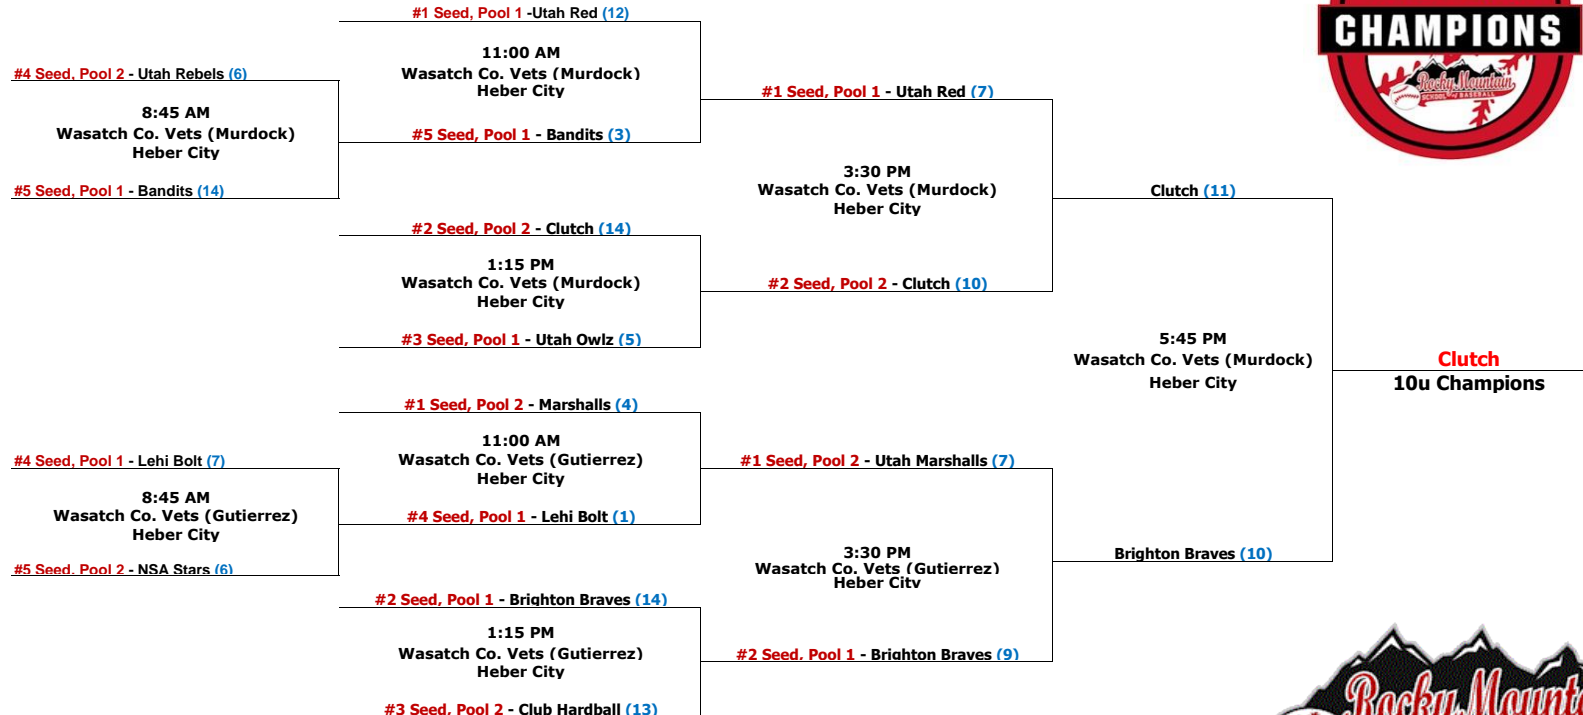 #1 Seed, Pool 1 -Utah Red (12)
11:00 AM
Wasatch Co. Vets (Murdock)
Heber City
#4 Seed, Pool 2 - Utah Rebels (6)
8:45 AM
Wasatch Co. Vets (Murdock)
Heber City
#5 Seed, Pool 1 - Bandits (3)
#5 Seed, Pool 1 - Bandits (14)
#1 Seed, Pool 1 - Utah Red (7)
3:30 PM
Wasatch Co. Vets (Murdock)
Heber City
Clutch (11)
#2 Seed, Pool 2 - Clutch (14)
1:15 PM
Wasatch Co. Vets (Murdock)
Heber City
#2 Seed, Pool 2 - Clutch (10)
#3 Seed, Pool 1 - Utah Owlz (5)
5:45 PM
Wasatch Co. Vets (Murdock)
Heber City
Clutch
10u Champions
#1 Seed, Pool 2 - Marshalls (4)
11:00 AM
Wasatch Co. Vets (Gutierrez)
Heber City
#4 Seed, Pool 1 - Lehi Bolt (7)
8:45 AM
Wasatch Co. Vets (Gutierrez)
Heber City
#4 Seed, Pool 1 - Lehi Bolt (1)
#5 Seed, Pool 2 - NSA Stars (6)
#1 Seed, Pool 2 - Utah Marshalls (7)
3:30 PM
Wasatch Co. Vets (Gutierrez)
Heber City
Brighton Braves (10)
#2 Seed, Pool 1 - Brighton Braves (14)
1:15 PM
Wasatch Co. Vets (Gutierrez)
Heber City
#2 Seed, Pool 1 - Brighton Braves (9)
#3 Seed, Pool 2 - Club Hardball (13)
CHAMPIONS
Rocky Mountain
SCHOOL of BASEBALL
Rocky